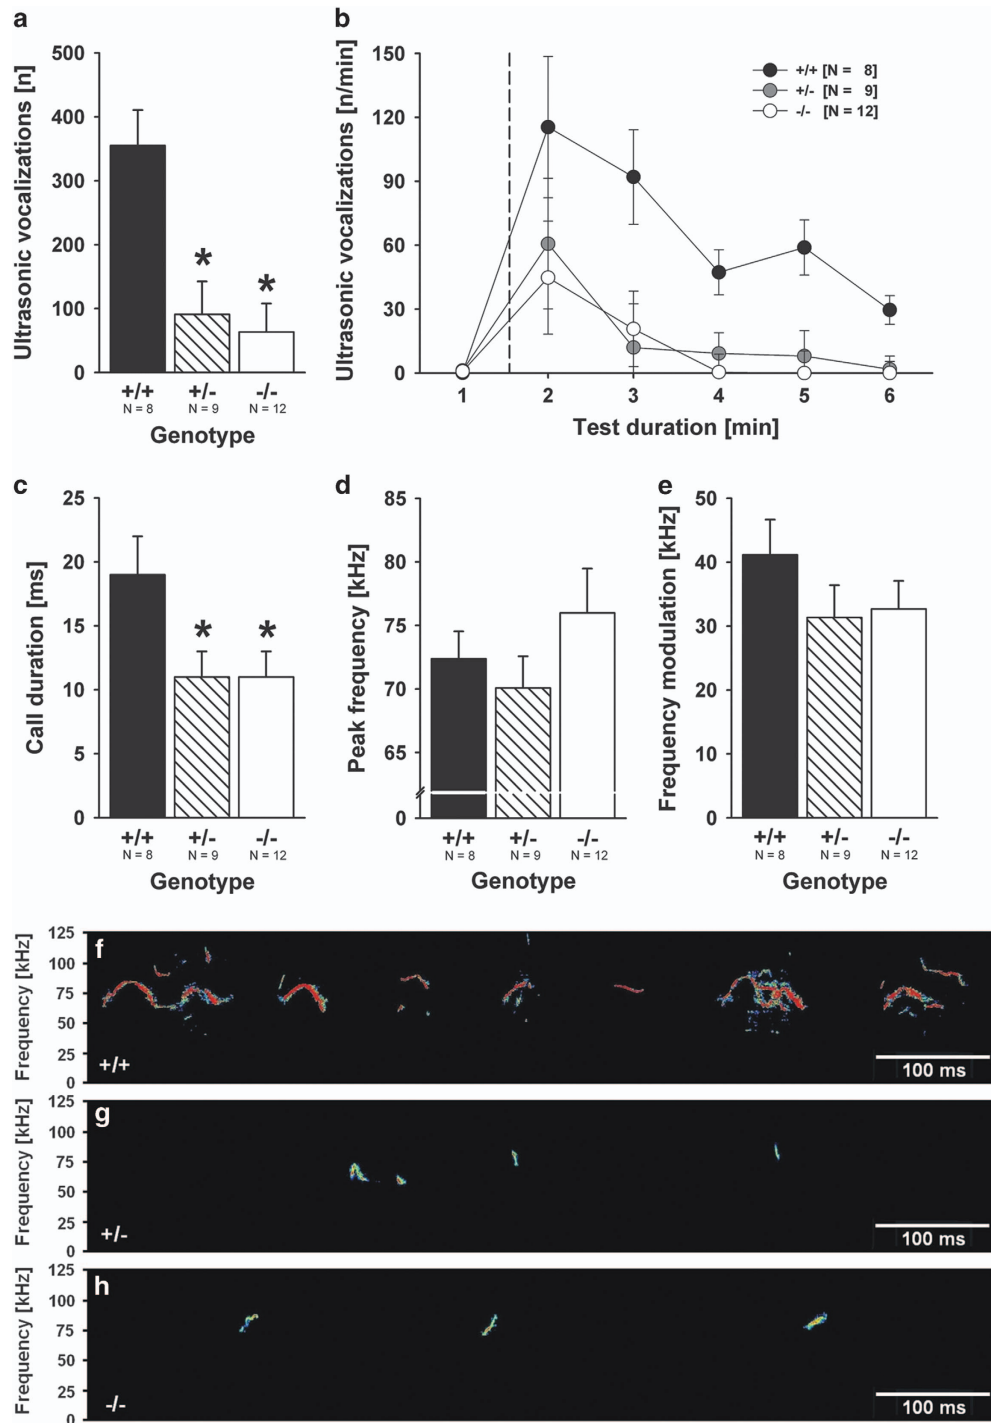 a
Ultrasonic vocalizations [n]
500
400
300
200
100
0
*
*
+/+
+/-
-/-
N = 8
N = 9
N = 12
Genotype
b
Ultrasonic vocalizations [n/min]
150
120
90
60
30
0
+/+ [N = 8]
+/- [N = 9]
-/- [N = 12]
1 2 3 4 5 6
Test duration [min]
c
Call duration [ms]
25
20
15
10
5
0
*
*
+/+
+/-
-/-
N = 8
N = 9
N = 12
Genotype
d
Peak frequency [kHz]
85
80
75
70
65
0
+/+
+/-
-/-
N = 8
N = 9
N = 12
Genotype
e
Frequency modulation [kHz]
50
40
30
20
10
0
+/+
+/-
-/-
N = 8
N = 9
N = 12
Genotype
f
Frequency [kHz]
125
100
75
50
25
0
+/+
100 ms
g
Frequency [kHz]
125
100
75
50
25
0
+/-
100 ms
h
Frequency [kHz]
125
100
75
50
25
0
-/-
100 ms